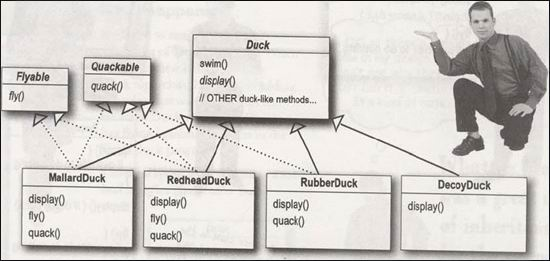 Duck
swim()
display()
// OTHER duck-like methods...
Flyable
fly()
Quackable
quack()
MallardDuck
display()
fly()
quack()
RedheadDuck
display()
fly()
quack()
RubberDuck
display()
quack()
DecoyDuck
display()